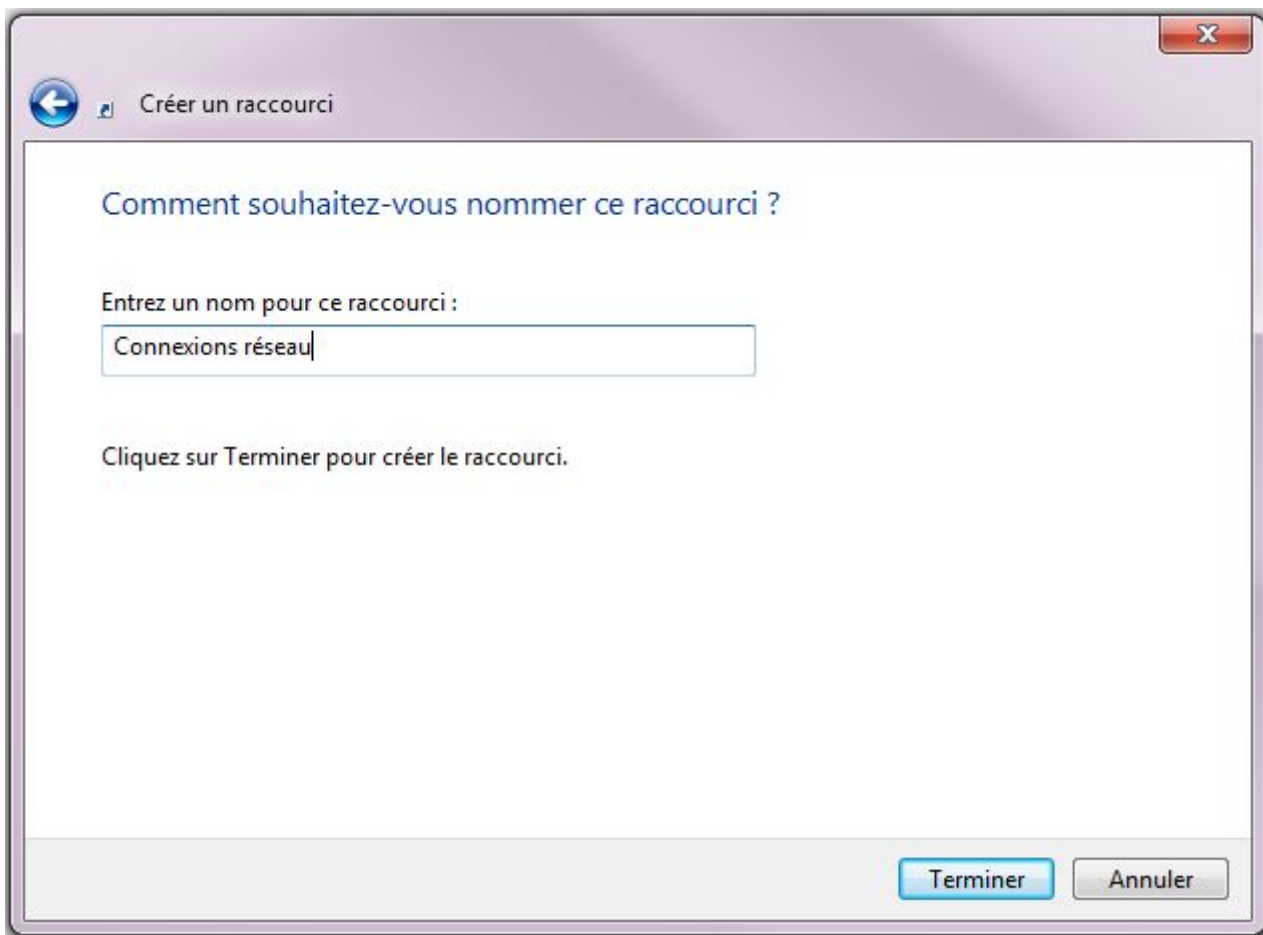 Créer un raccourci
Comment souhaitez-vous nommer ce raccourci ?
Entrez un nom pour ce raccourci :
Connexions réseau
Cliquez sur Terminer pour créer le raccourci.
Terminer Annuler